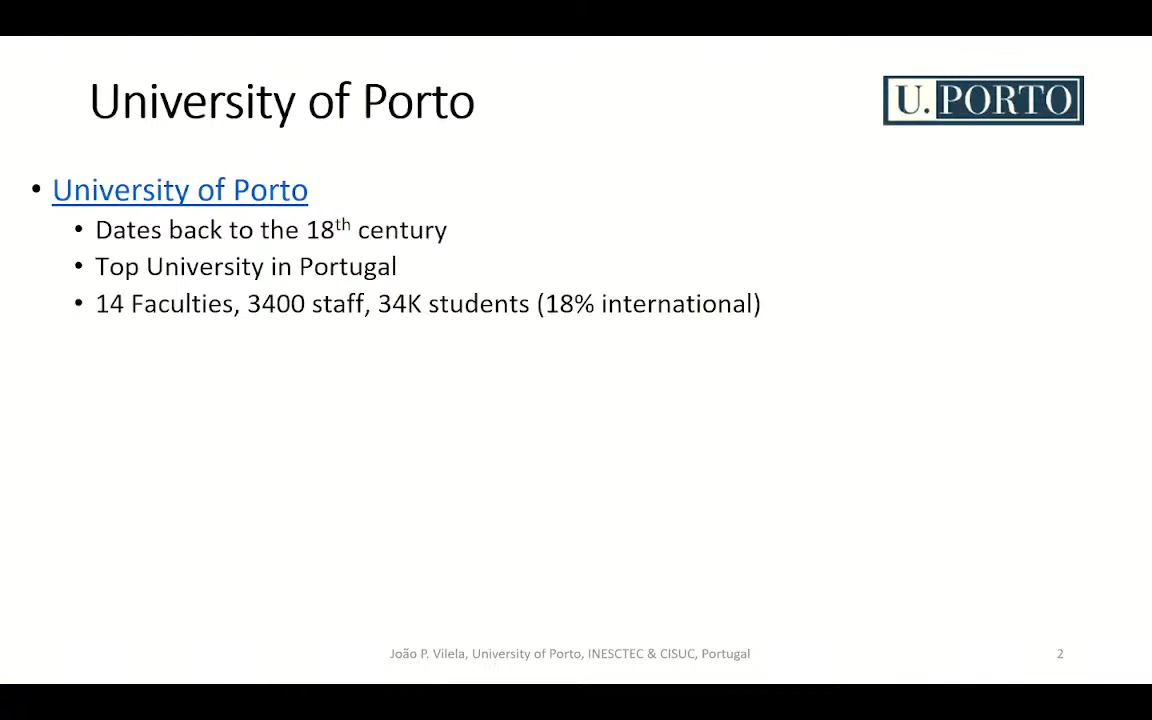 University of Porto
U.PORTO
• University of Porto
• Dates back to the 18th century
• Top University in Portugal
• 14 Faculties, 3400 staff, 34K students (18% international)
João P. Vilela, University of Porto, INESCTEC & CISUC, Portugal
2